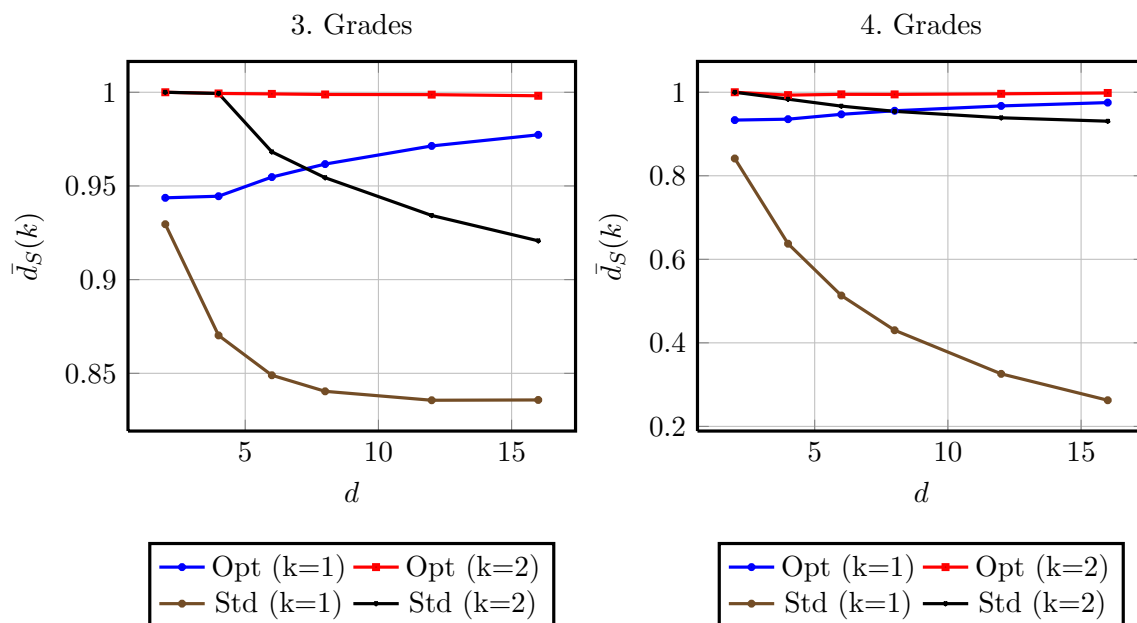 3. Grades
1
0.95
0.9
0.85
5
10
15
d
d̄_S(k)
Opt (k=1)
Opt (k=2)
Std (k=1)
Std (k=2)
4. Grades
1
0.8
0.6
0.4
0.2
5
10
15
d
d̄_S(k)
Opt (k=1)
Opt (k=2)
Std (k=1)
Std (k=2)